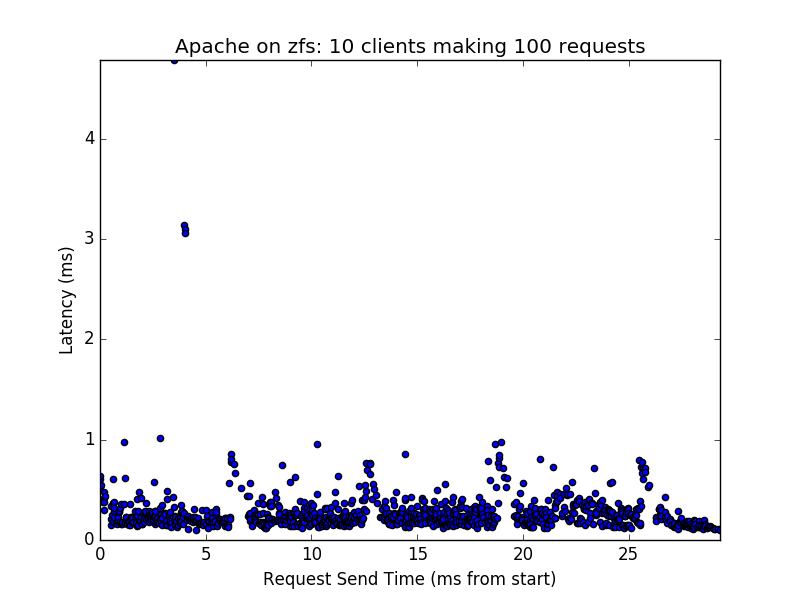 Apache on zfs: 10 clients making 100 requests
4
3
2
1
0
0 5 10 15 20 25
Latency (ms)
Request Send Time (ms from start)